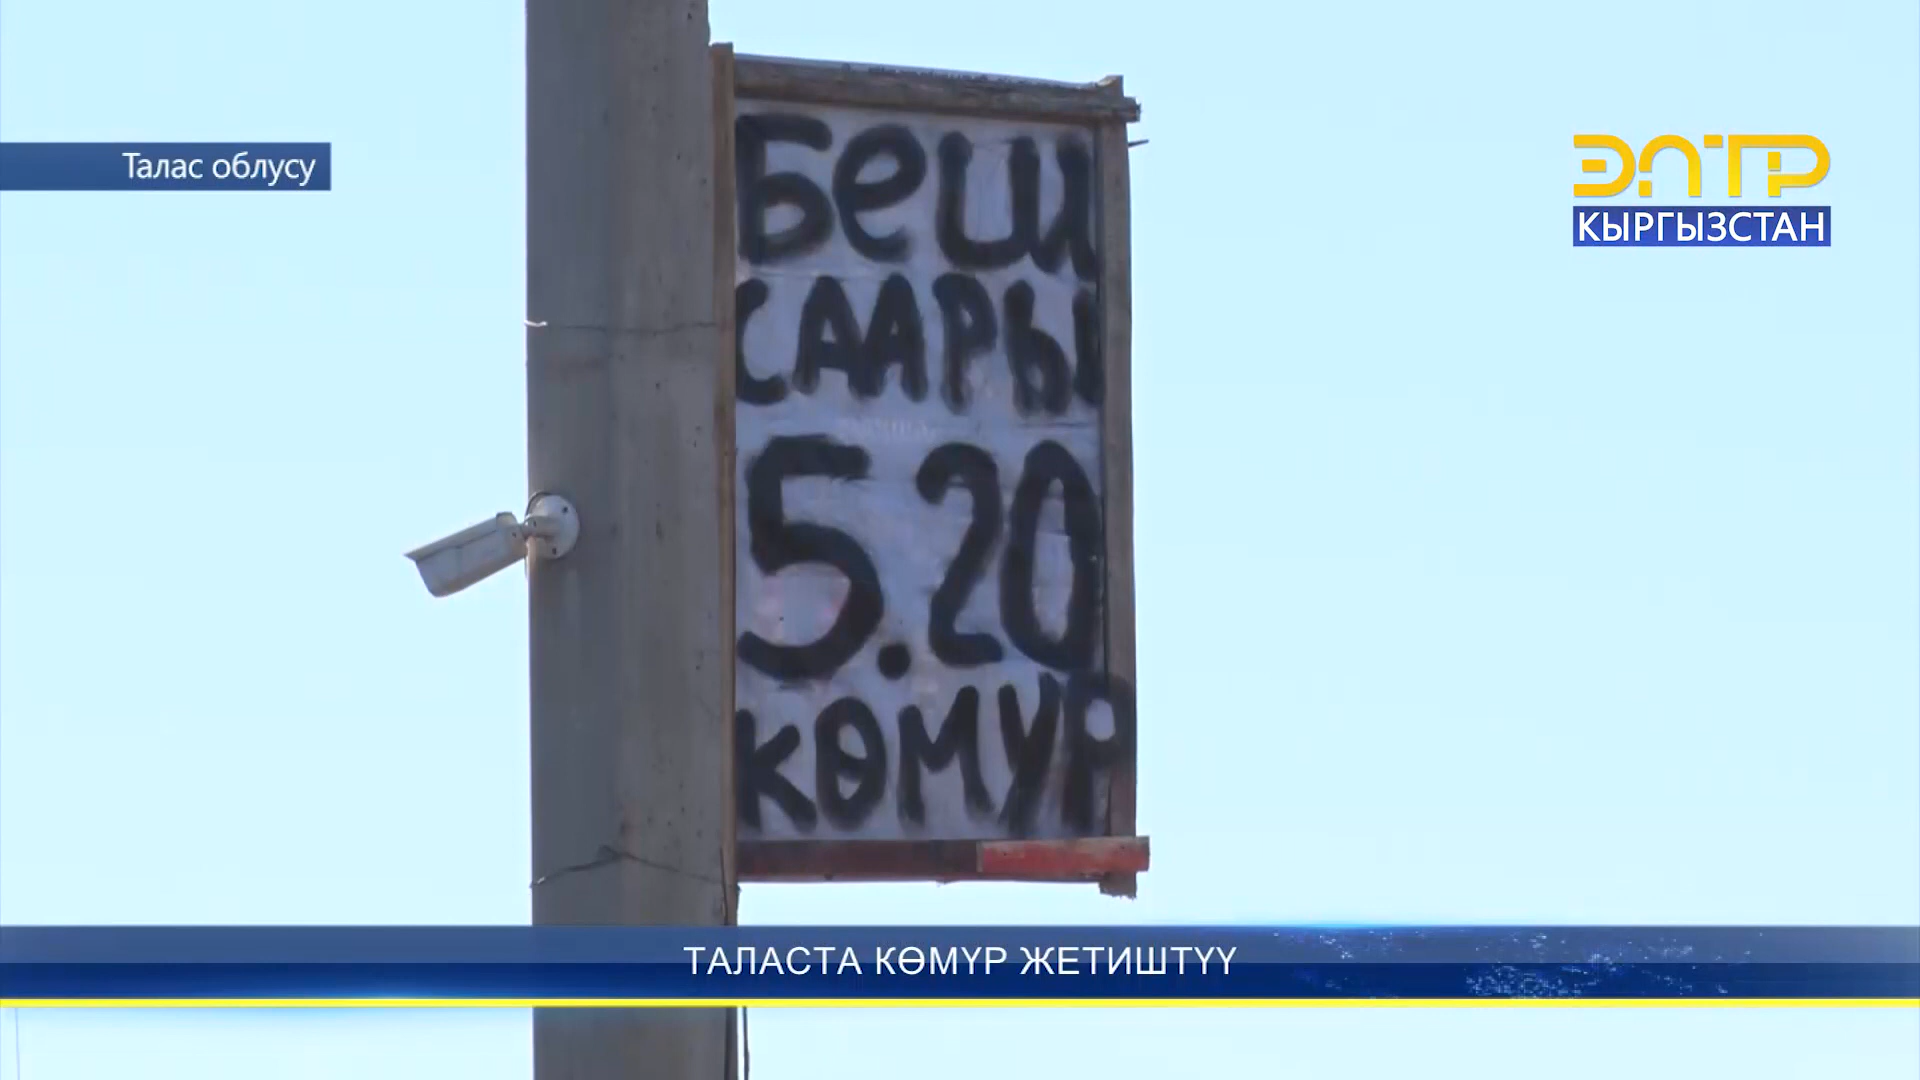 Талас облусу
ЭЛТР
КЫРГЫЗСТАН
Беш
СААРЫ
5.20
КӨМҮР
ТАЛАСТА КӨМҮР ЖЕТИШТҮҮ